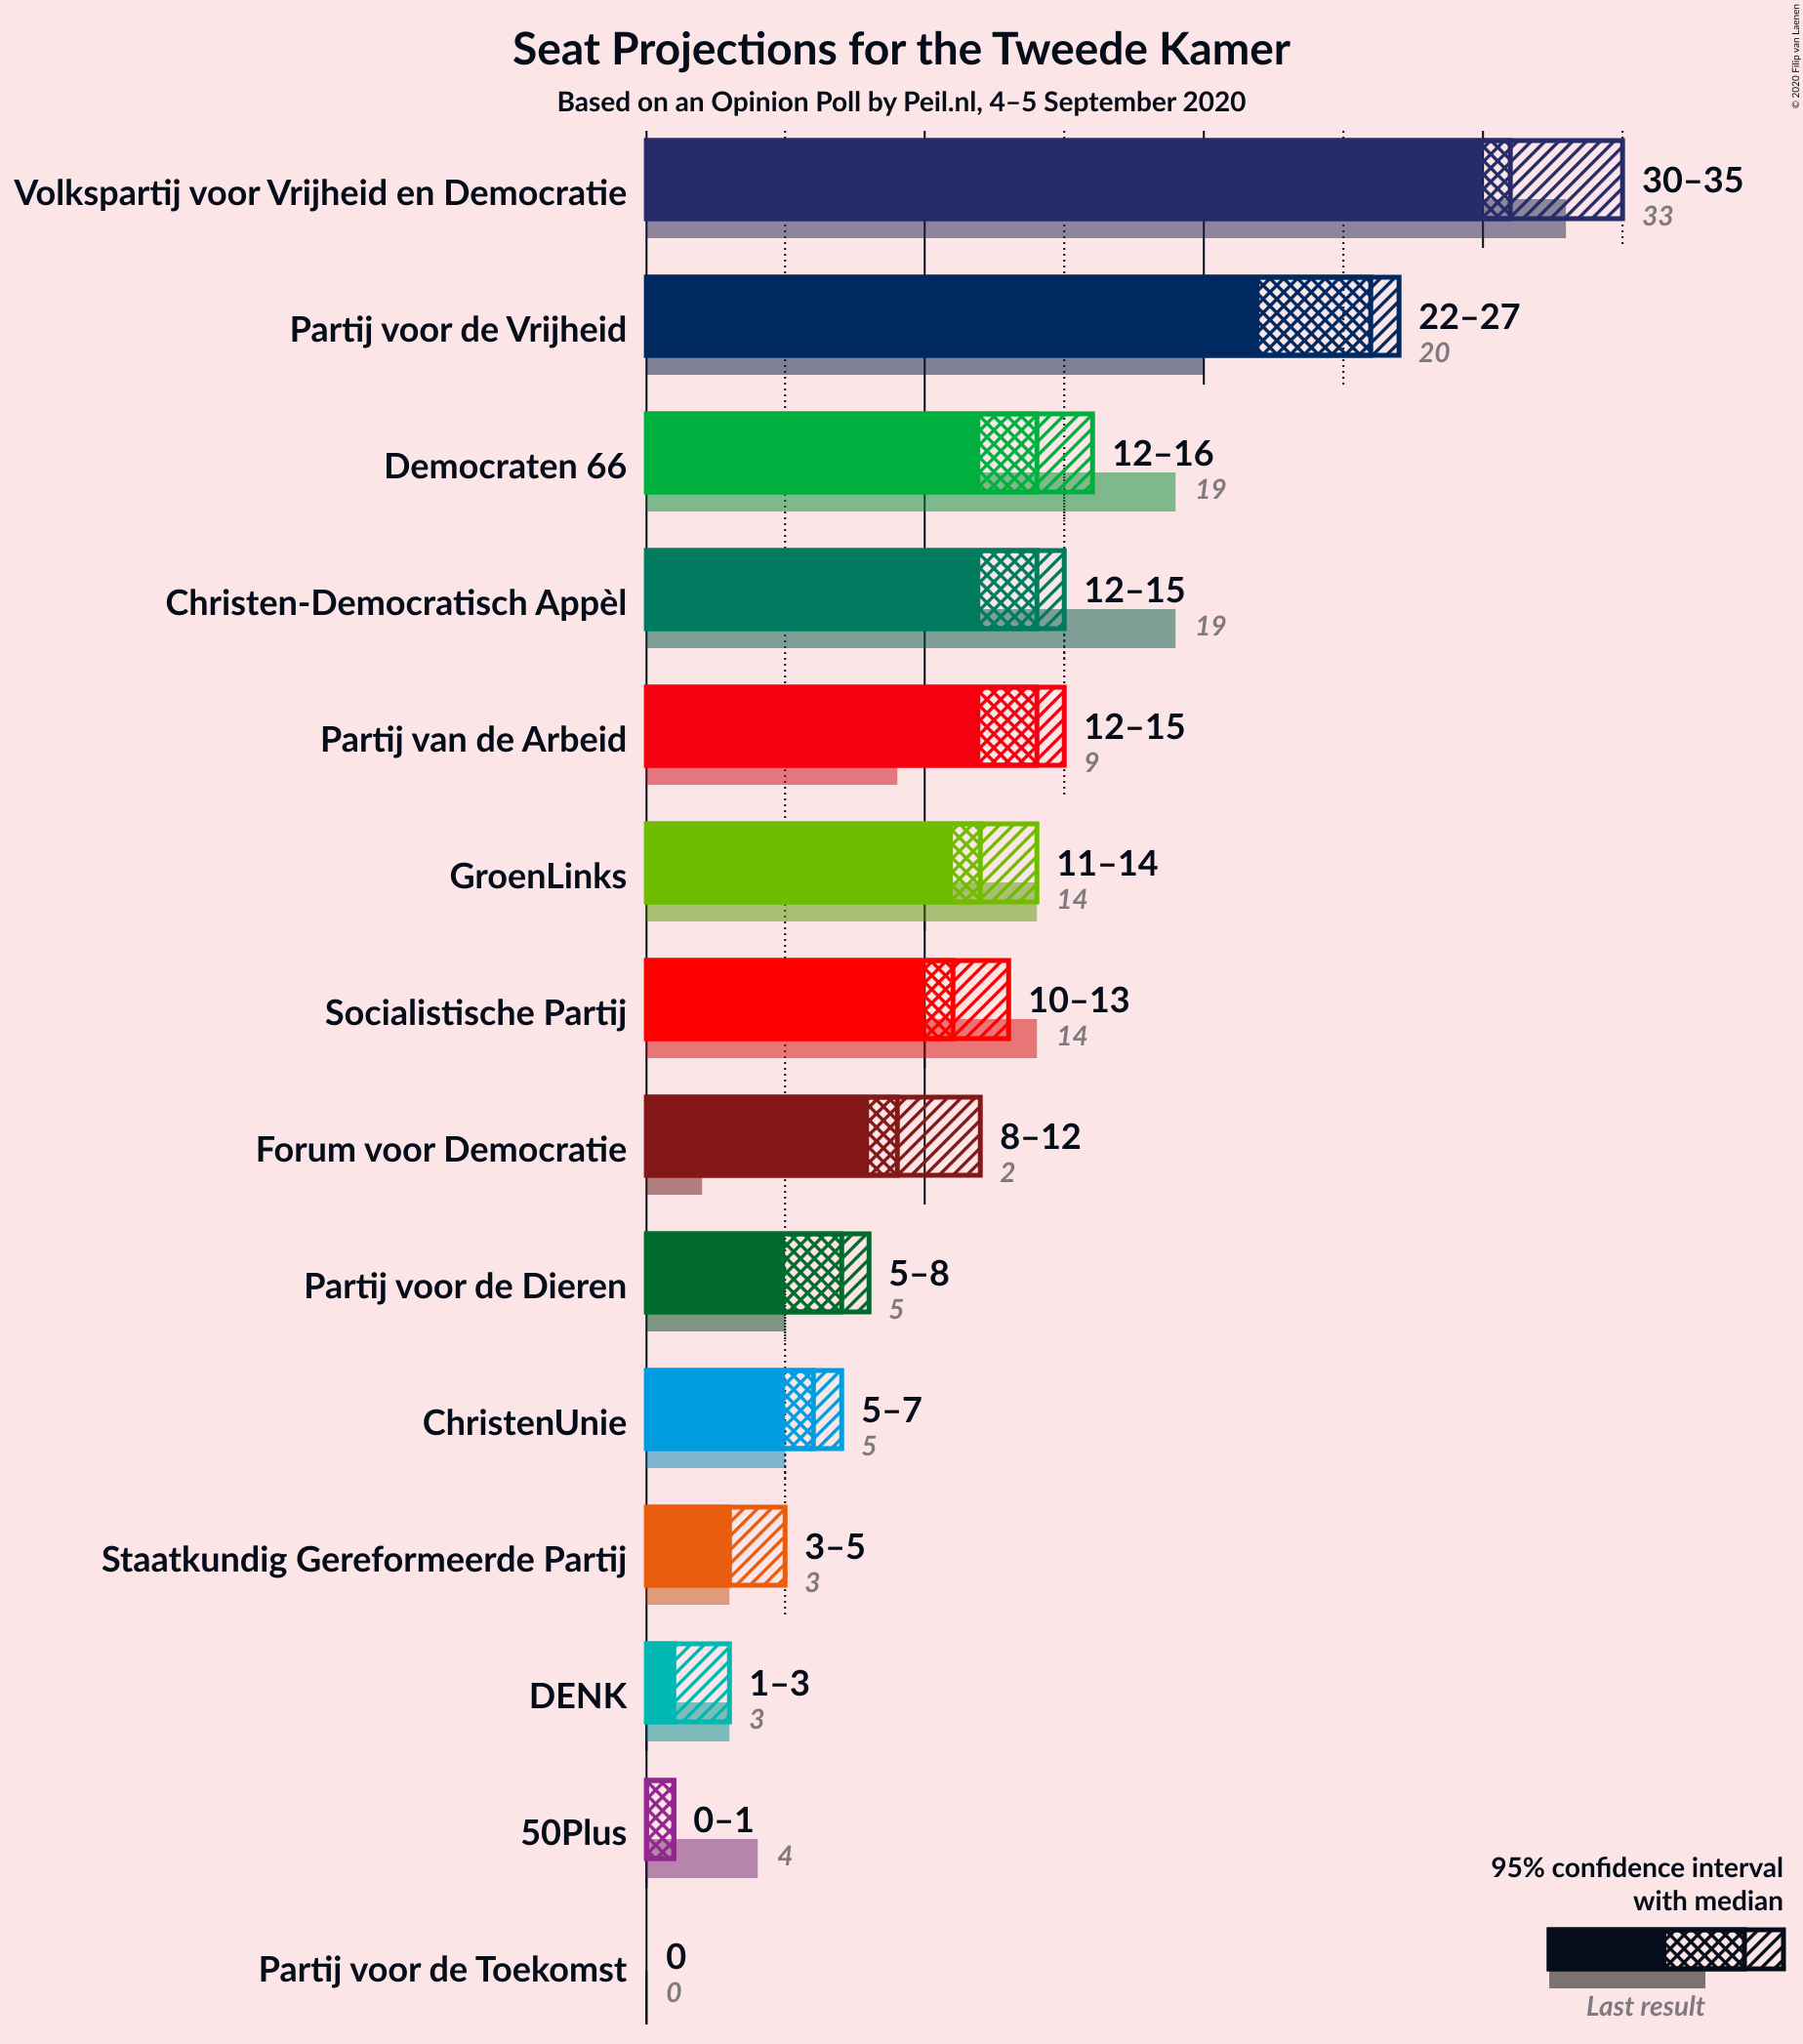 Seat Projections for the Tweede Kamer
Based on an Opinion Poll by Peil.nl, 4–5 September 2020
© 2020 Filip van Laenen
Volkspartij voor Vrijheid en Democratie
30–35
33
Partij voor de Vrijheid
22–27
20
Democraten 66
12–16
19
Christen-Democratisch Appèl
12–15
19
Partij van de Arbeid
12–15
9
GroenLinks
11–14
14
Socialistische Partij
10–13
14
Forum voor Democratie
8–12
2
Partij voor de Dieren
5–8
5
ChristenUnie
5–7
5
Staatkundig Gereformeerde Partij
3–5
3
DENK
1–3
3
50Plus
0–1
4
Partij voor de Toekomst
0
0
95% confidence interval
with median
Last result